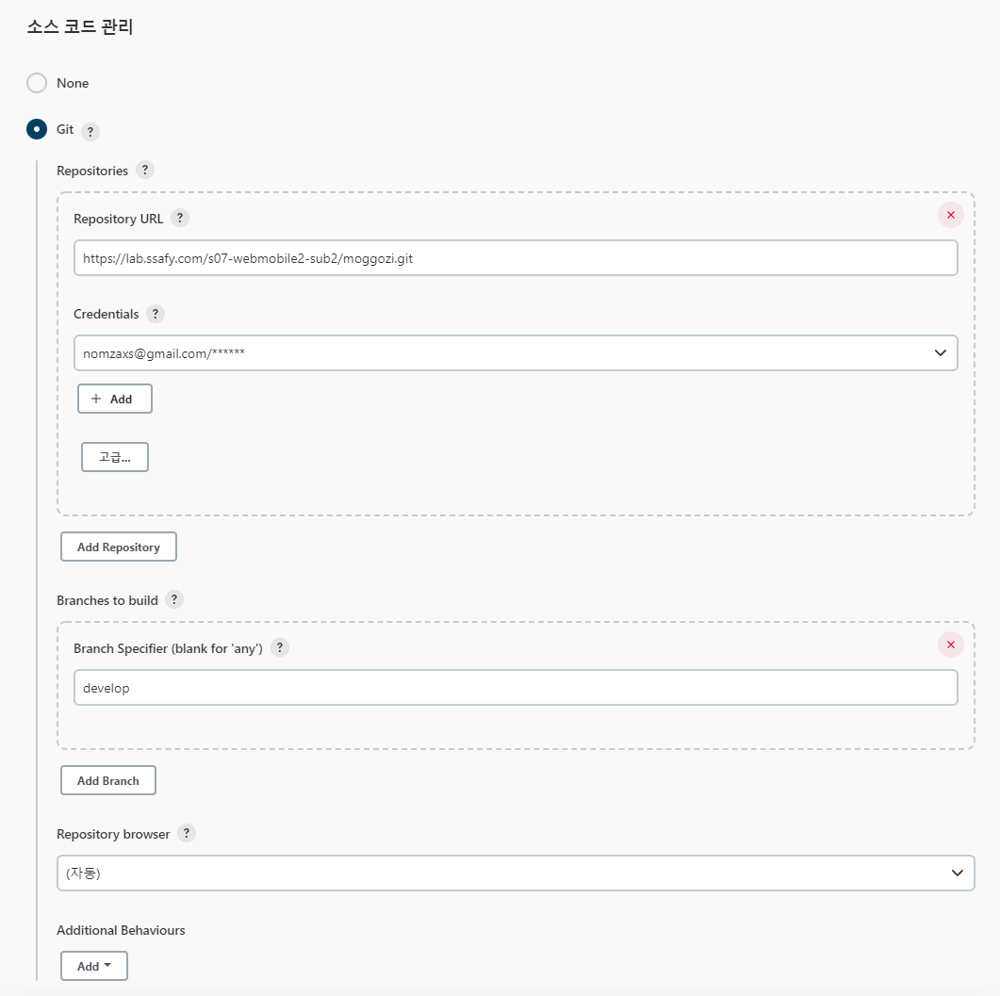 소스 코드 관리
None
Git ?
Repositories ?
Repository URL ?
https://lab.ssafy.com/s07-webmobile2-sub2/moggozi.git
Credentials ?
nomzaxs@gmail.com/******
+ Add
고급...
Add Repository
Branches to build ?
Branch Specifier (blank for 'any') ?
develop
Add Branch
Repository browser ?
(자동)
Additional Behaviours
Add